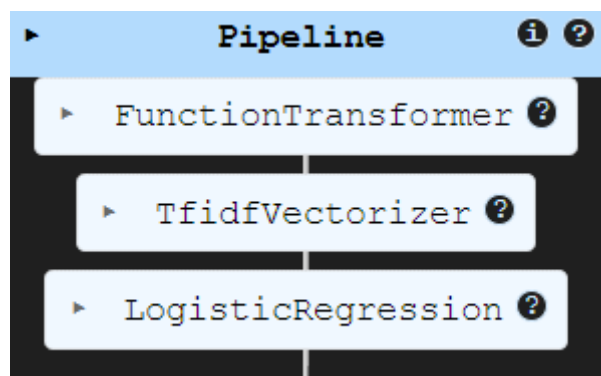 Pipeline i ?
FunctionTransformer ?
TfidfVectorizer ?
LogisticRegression ?